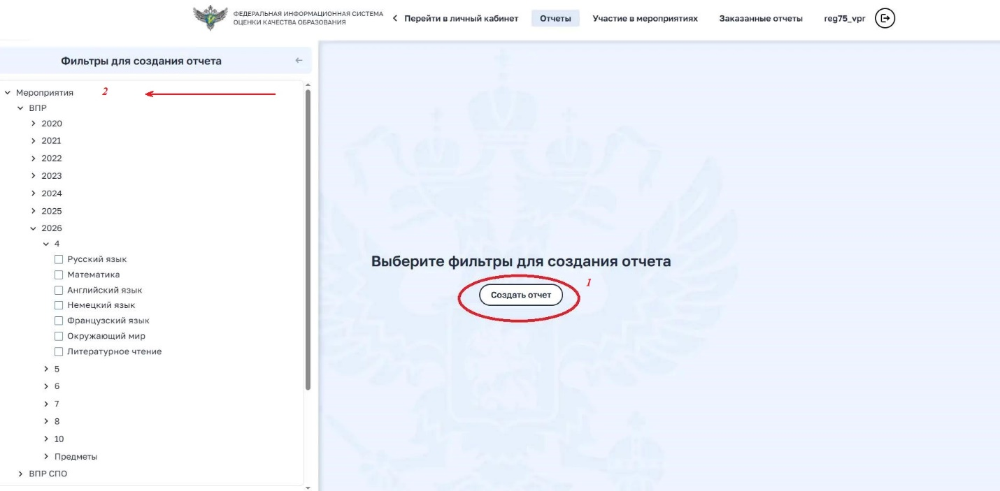 ФЕДЕРАЛЬНАЯ ИНФОРМАЦИОННАЯ СИСТЕМА
ОЦЕНКИ КАЧЕСТВА ОБРАЗОВАНИЯ
Перейти в личный кабинет
Отчеты
Участие в мероприятиях
Заказанные отчеты
reg75_vpr
Фильтры для создания отчета
Мероприятия 2
ВПР
2020
2021
2022
2023
2024
2025
2026
4
Русский язык
Математика
Английский язык
Немецкий язык
Французский язык
Окружающий мир
Литературное чтение
5
6
7
8
10
Предметы
ВПР СПО
Выберите фильтры для создания отчета
1
Создать отчет